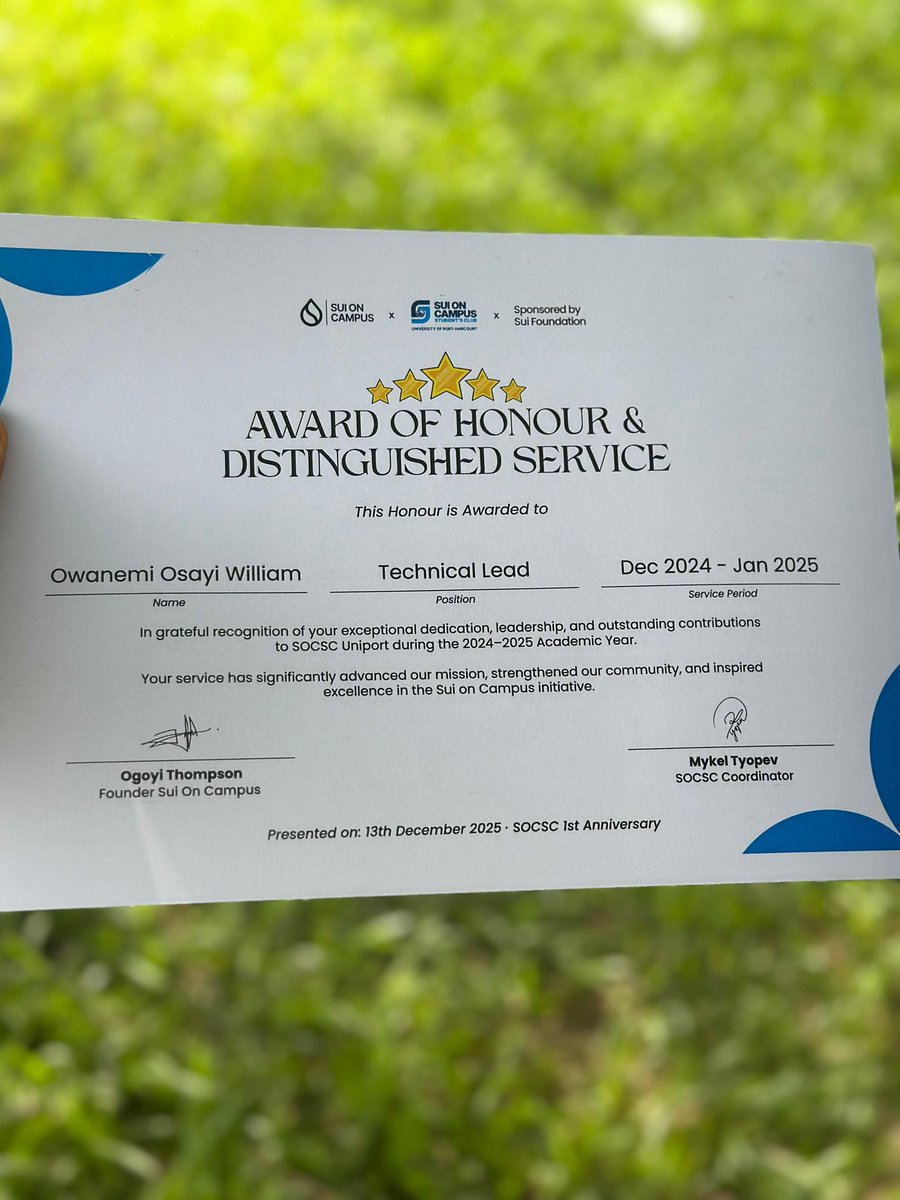 SUI ON
CAMPUS
x
SUI ON
CAMPUS
STUDENT'S CLUB
UNIVERSITY OF PORT-HARCOURT
x
Sponsored by
Sui Foundation
AWARD OF HONOUR &
DISTINGUISHED SERVICE
This Honour is Awarded to
Owanemi Osayi William
Name
Technical Lead
Position
Dec 2024 - Jan 2025
Service Period
In grateful recognition of your exceptional dedication, leadership, and outstanding contributions
to SOCSC Uniport during the 2024–2025 Academic Year.
Your service has significantly advanced our mission, strengthened our community, and inspired
excellence in the Sui on Campus initiative.
Ogoyi Thompson
Founder Sui On Campus
Mykel Tyopev
SOCSC Coordinator
Presented on: 13th December 2025 · SOCSC 1st Anniversary